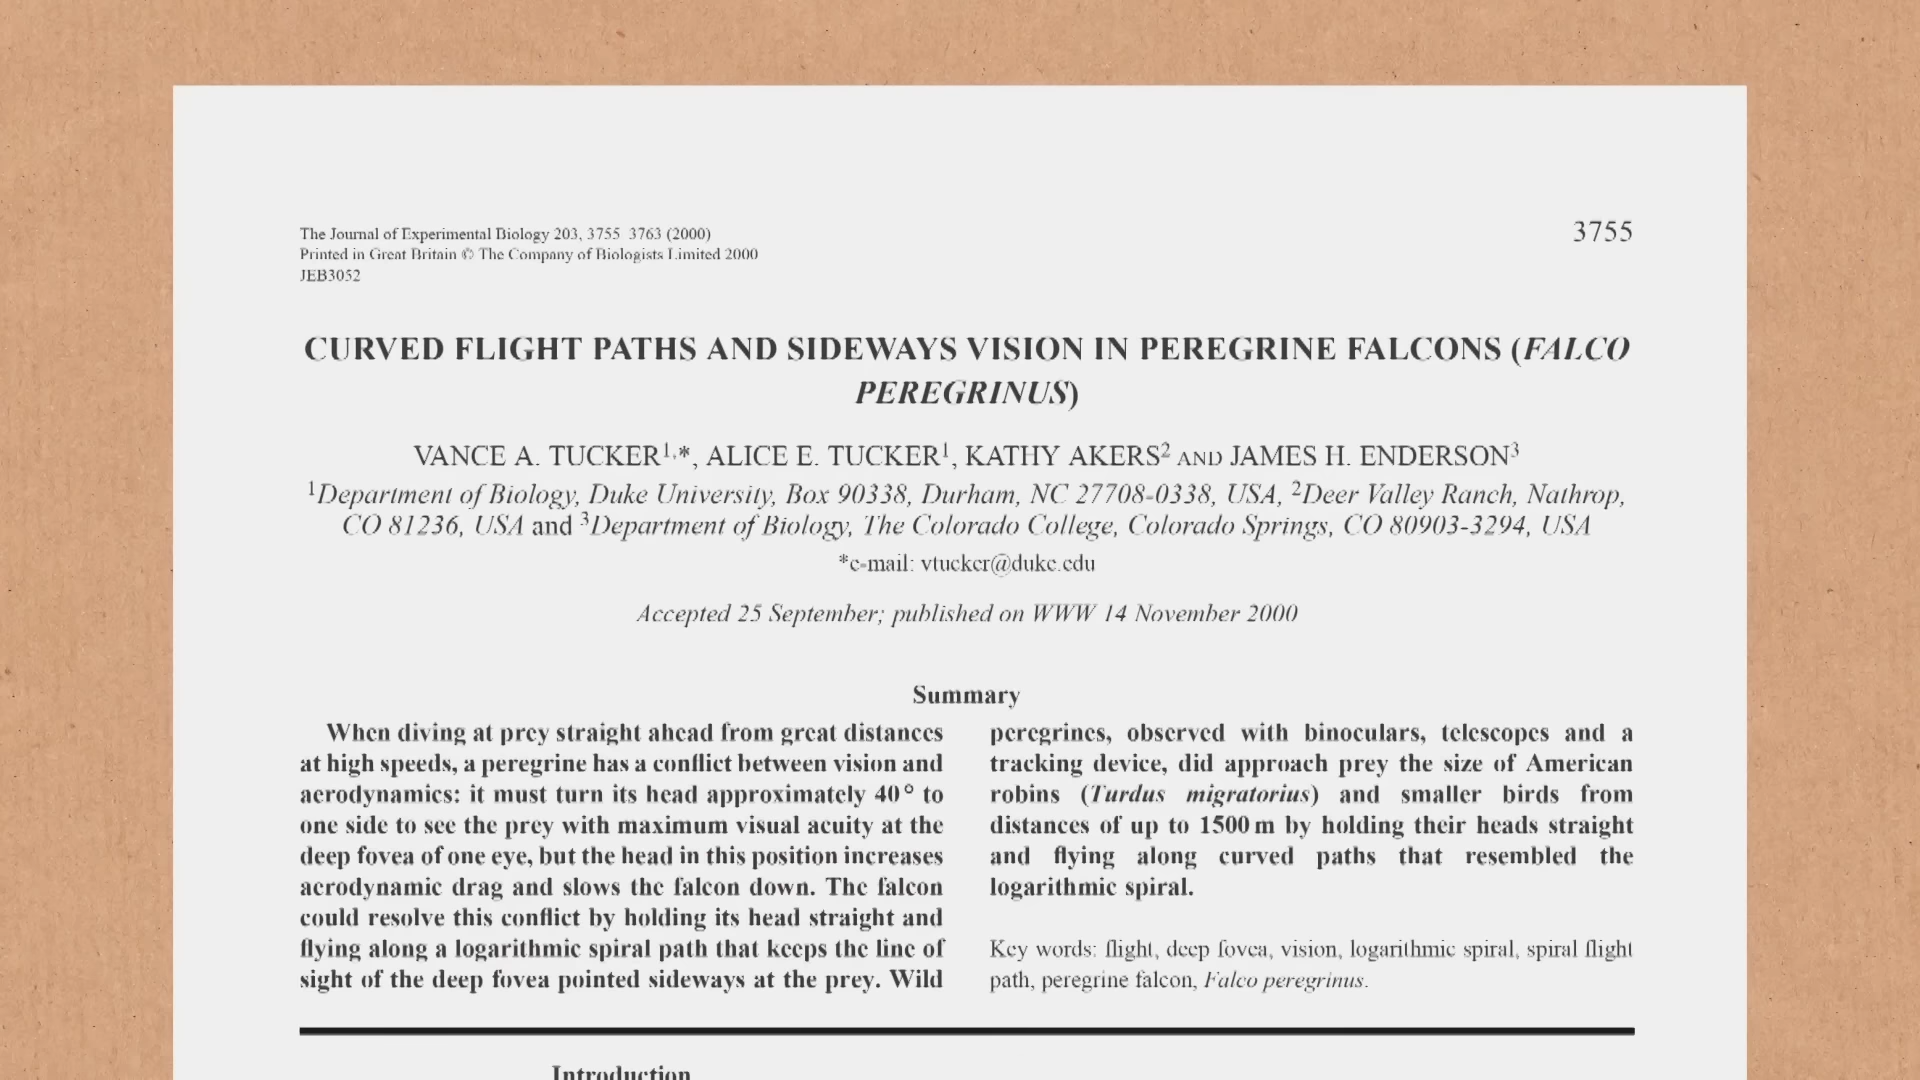 The Journal of Experimental Biology 203, 3755 3763 (2000)
Printed in Great Britain © The Company of Biologists Limited 2000
JEB3052
3755
CURVED FLIGHT PATHS AND SIDEWAYS VISION IN PEREGRINE FALCONS (FALCO
PEREGRINUS)
VANCE A. TUCKER1,*, ALICE E. TUCKER1, KATHY AKERS2 AND JAMES H. ENDERSON3
1Department of Biology, Duke University, Box 90338, Durham, NC 27708-0338, USA, 2Deer Valley Ranch, Nathrop,
CO 81236, USA and 3Department of Biology, The Colorado College, Colorado Springs, CO 80903-3294, USA
*e-mail: vtucker@duke.edu
Accepted 25 September; published on WWW 14 November 2000
Summary
When diving at prey straight ahead from great distances
at high speeds, a peregrine has a conflict between vision and
aerodynamics: it must turn its head approximately 40° to
one side to see the prey with maximum visual acuity at the
deep fovea of one eye, but the head in this position increases
aerodynamic drag and slows the falcon down. The falcon
could resolve this conflict by holding its head straight and
flying along a logarithmic spiral path that keeps the line of
sight of the deep fovea pointed sideways at the prey. Wild
peregrines, observed with binoculars, telescopes and a
tracking device, did approach prey the size of American
robins (Turdus migratorius) and smaller birds from
distances of up to 1500 m by holding their heads straight
and flying along curved paths that resembled the
logarithmic spiral.
Key words: flight, deep fovea, vision, logarithmic spiral, spiral flight
path, peregrine falcon, Falco peregrinus.
Introduction